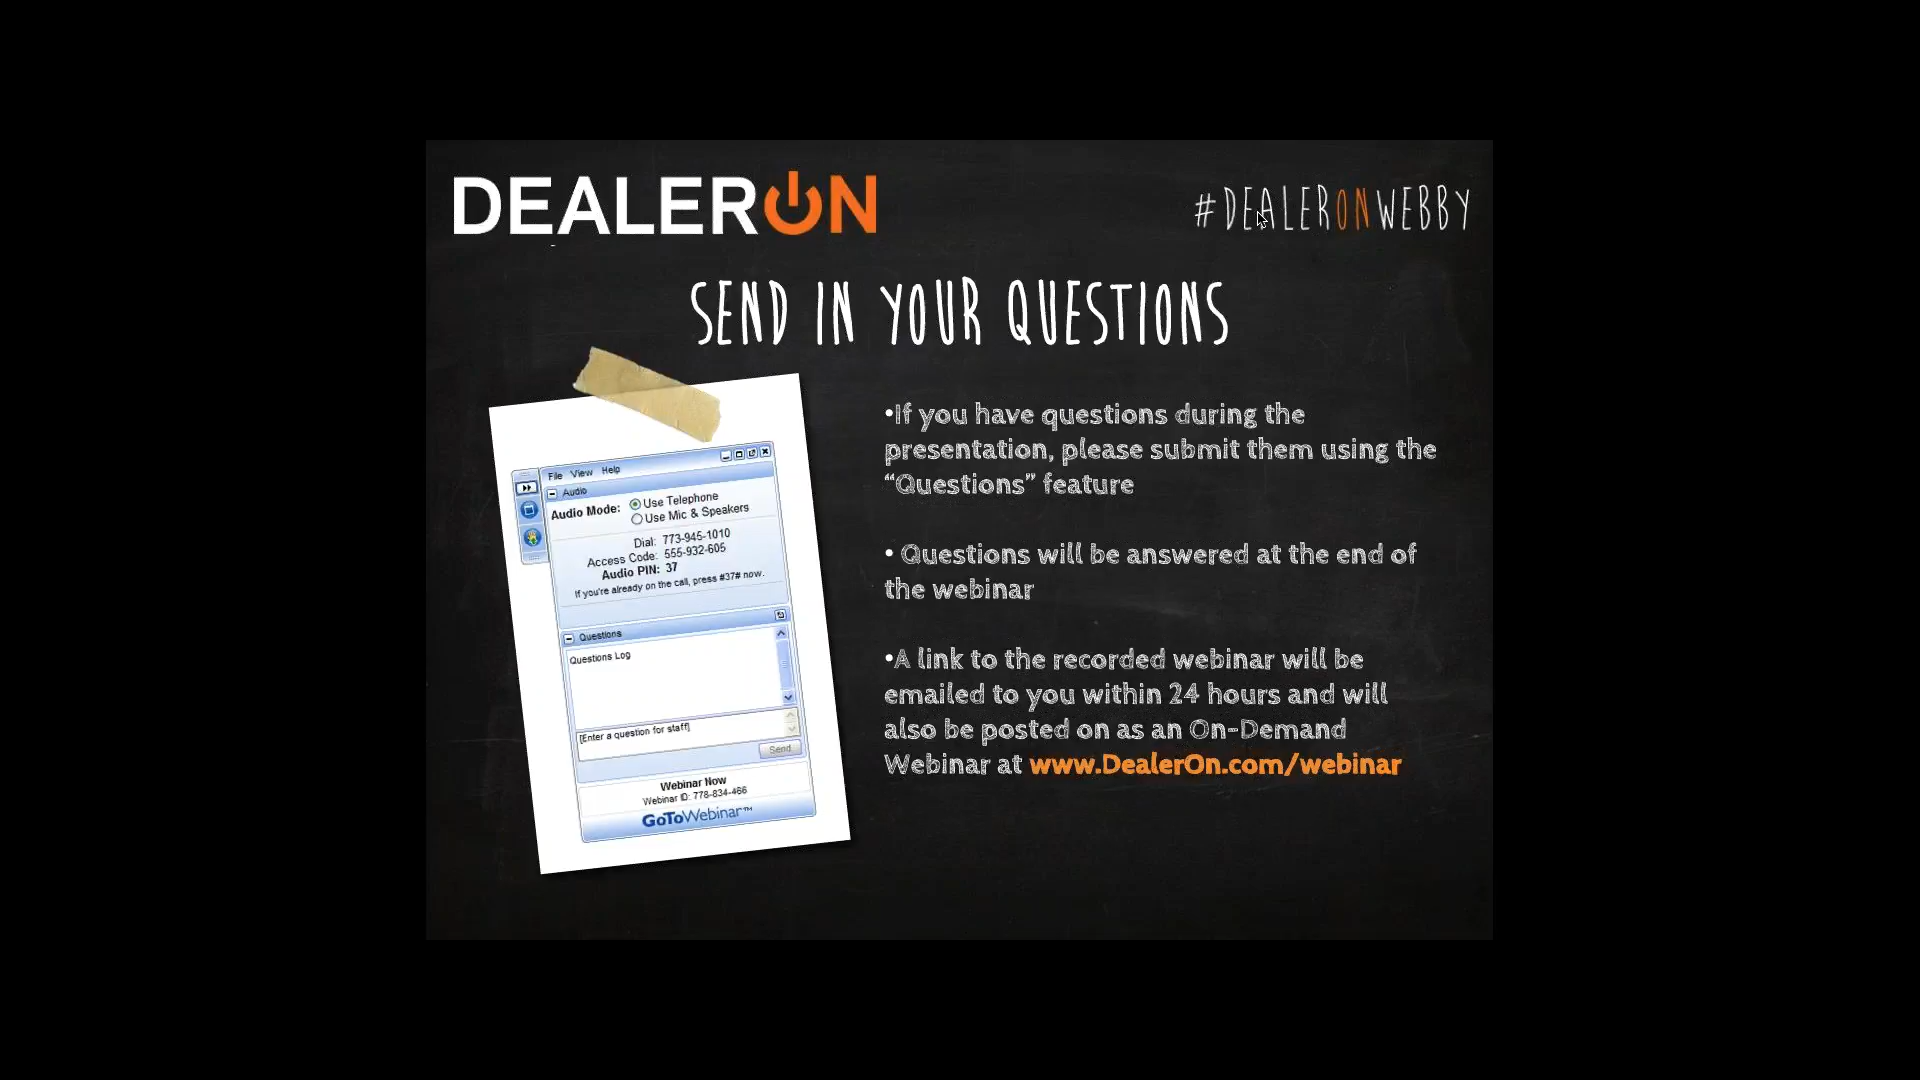 DEALERON
#DEALERONWEBBY
SEND IN YOUR QUESTIONS
File View Help
Audio
Audio Mode: Use Telephone
Use Mic & Speakers
Dial: 773-945-1010
Access Code: 555-932-605
Audio PIN: 37
If you're already on the call, press #37# now.
Questions
Questions Log
[Enter a question for staff]
Send
Webinar Now
Webinar ID: 778-834-466
GoToWebinar™
•If you have questions during the
presentation, please submit them using the
“Questions” feature
• Questions will be answered at the end of
the webinar
•A link to the recorded webinar will be
emailed to you within 24 hours and will
also be posted on as an On-Demand
Webinar at www.DealerOn.com/webinar